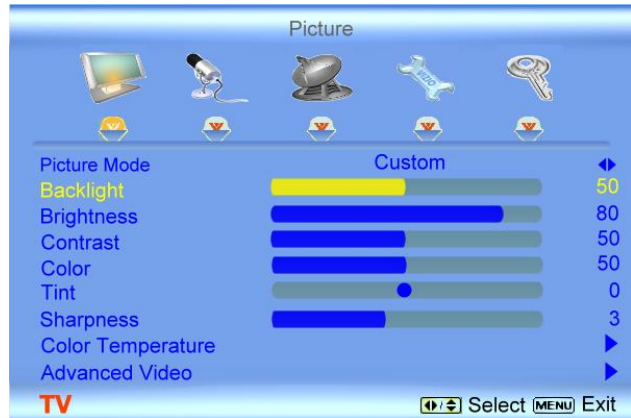 Picture
VIZIO
Picture Mode Custom
Backlight 50
Brightness 80
Contrast 50
Color 50
Tint 0
Sharpness 3
Color Temperature
Advanced Video
TV Select MENU Exit